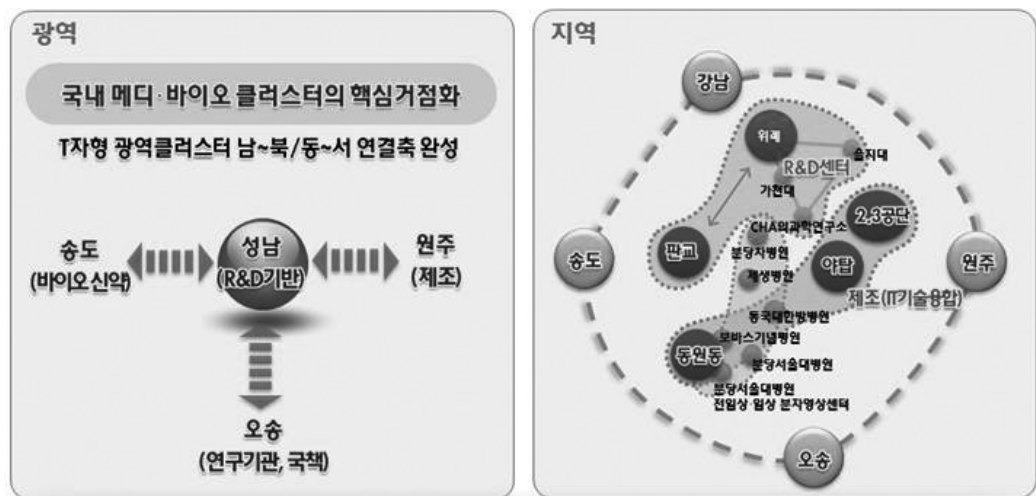 광역
국내 메디·바이오 클러스터의 핵심거점화
T자형 광역클러스터 남~북/동~서 연결축 완성
송도
(바이오 신약)
성남
(R&D기반)
원주
(제조)
오송
(연구기관, 국책)
지역
강남
위례
을지대
R&D센터
가천대
CHA의과학연구소
2,3공단
판교
분당차병원
송도
야탑
원주
제생병원
제조(IT기술융합)
동국대한방병원
보바스기념병원
동원동
분당서울대병원
분당서울대병원
전임상·임상 분자영상센터
오송